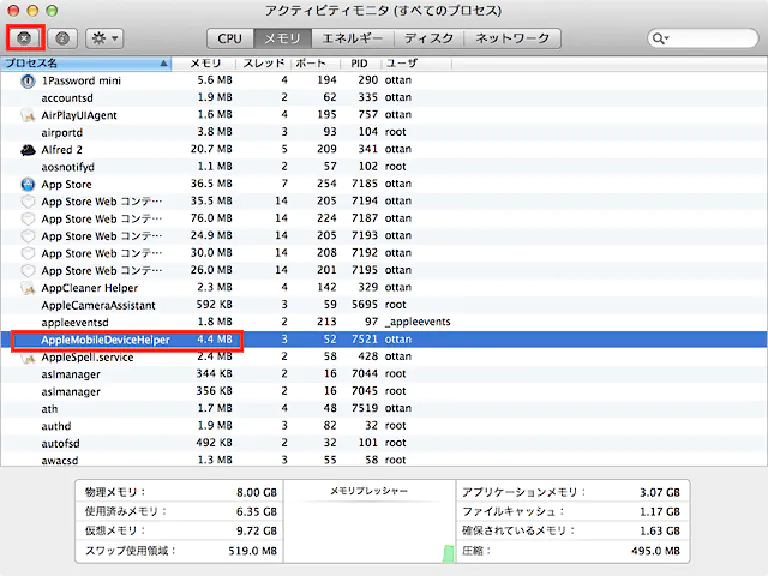 アクティビティモニタ (すべてのプロセス)
CPU メモリ エネルギー ディスク ネットワーク
プロセス名 メモリ スレッド ポート PID ユーザ
1Password mini 5.6 MB 4 194 290 ottan
accountsd 1.9 MB 2 62 335 ottan
AirPlayUIAgent 1.6 MB 4 195 757 ottan
airportd 3.8 MB 3 93 104 root
Alfred 2 20.7 MB 5 209 341 ottan
aosnotifyd 1.1 MB 2 57 102 root
App Store 36.5 MB 7 254 7185 ottan
App Store Web コンテ… 35.5 MB 14 205 7194 ottan
App Store Web コンテ… 76.0 MB 14 224 7187 ottan
App Store Web コンテ… 24.9 MB 14 205 7193 ottan
App Store Web コンテ… 30.0 MB 14 208 7192 ottan
App Store Web コンテ… 26.0 MB 14 201 7195 ottan
AppCleaner Helper 2.3 MB 4 142 329 ottan
AppleCameraAssistant 592 KB 3 59 5695 root
appleeventsd 1.8 MB 2 213 97 _appleevents
AppleMobileDeviceHelper 4.4 MB 3 52 7521 ottan
AppleSpell.service 2.4 MB 2 58 428 ottan
aslmanager 344 KB 2 16 7044 root
aslmanager 356 KB 2 16 7045 root
ath 1.7 MB 4 48 7519 ottan
authd 1.9 MB 3 82 32 root
autofsd 492 KB 2 32 101 root
awacsd 1.3 MB 3 55 58 root
物理メモリ： 8.00 GB メモリプレッシャー アプリケーションメモリ： 3.07 GB
使用済みメモリ： 6.35 GB ファイルキャッシュ： 1.17 GB
仮想メモリ： 9.72 GB 確保されているメモリ： 1.63 GB
スワップ使用領域： 519.0 MB 圧縮： 495.0 MB